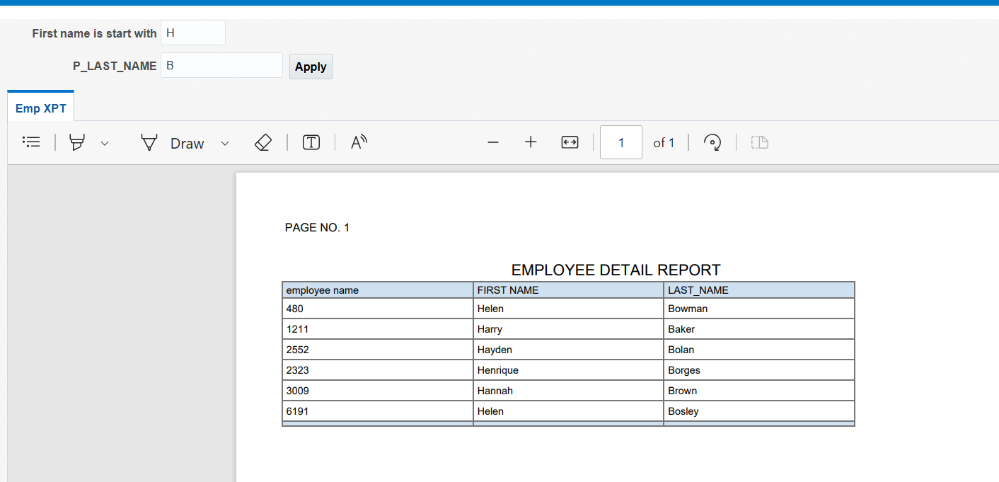 First name is start with H
P_LAST_NAME B Apply
Emp XPT
Draw T A 1 of 1
PAGE NO. 1
EMPLOYEE DETAIL REPORT
employee name FIRST NAME LAST_NAME
480 Helen Bowman
1211 Harry Baker
2552 Hayden Bolan
2323 Henrique Borges
3009 Hannah Brown
6191 Helen Bosley